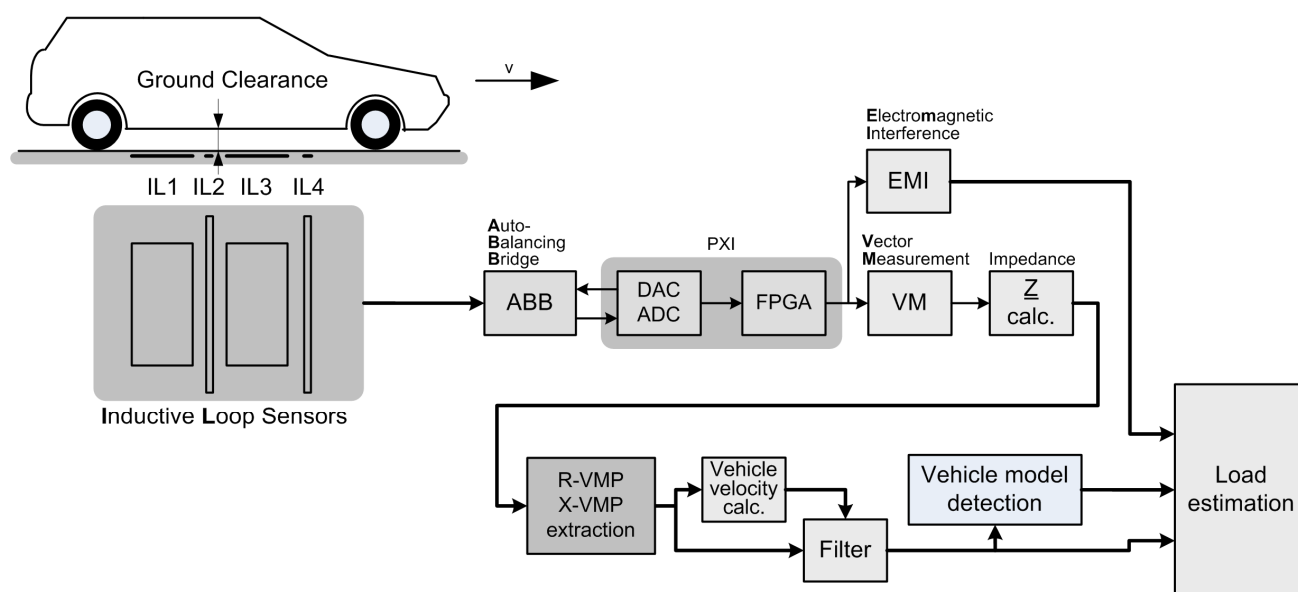 Ground Clearance
v
IL1 IL2 IL3 IL4
Inductive Loop Sensors
Auto-
Balancing
Bridge
ABB
PXI
DAC
ADC
FPGA
Electromagnetic
Interference
EMI
Vector
Measurement
VM
Impedance
Z
calc.
R-VMP
X-VMP
extraction
Vehicle
velocity
calc.
Filter
Vehicle model
detection
Load
estimation